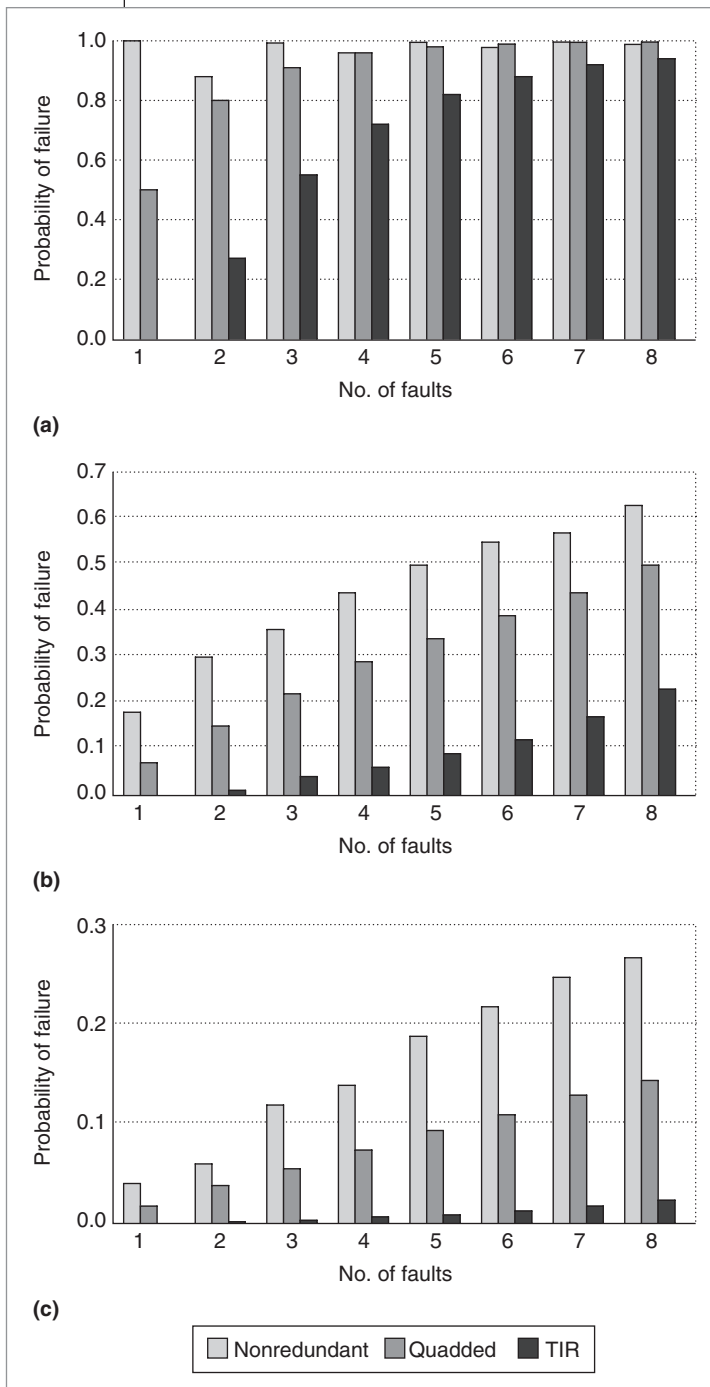 1.0
0.8
0.6
0.4
0.2
0.0
Probability of failure
1 2 3 4 5 6 7 8
No. of faults
(a)
0.7
0.6
0.5
0.4
0.3
0.2
0.1
0.0
Probability of failure
1 2 3 4 5 6 7 8
No. of faults
(b)
0.3
0.2
0.1
0.0
Probability of failure
1 2 3 4 5 6 7 8
No. of faults
(c)
Nonredundant Quadded TIR